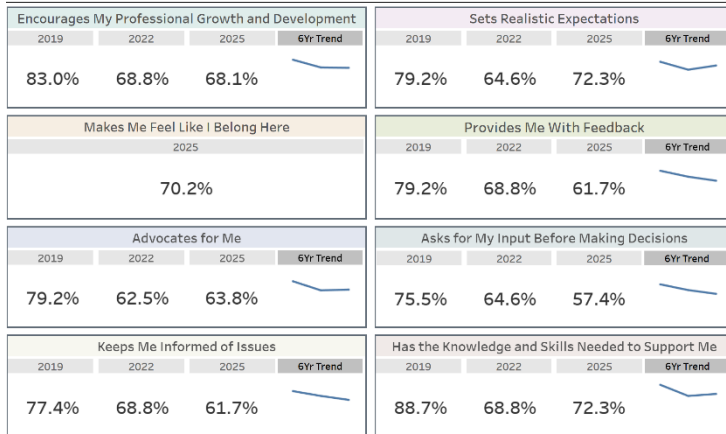 Encourages My Professional Growth and Development
2019 2022 2025 6Yr Trend
83.0% 68.8% 68.1%
Sets Realistic Expectations
2019 2022 2025 6Yr Trend
79.2% 64.6% 72.3%
Makes Me Feel Like I Belong Here
2025
70.2%
Provides Me With Feedback
2019 2022 2025 6Yr Trend
79.2% 68.8% 61.7%
Advocates for Me
2019 2022 2025 6Yr Trend
79.2% 62.5% 63.8%
Asks for My Input Before Making Decisions
2019 2022 2025 6Yr Trend
75.5% 64.6% 57.4%
Keeps Me Informed of Issues
2019 2022 2025 6Yr Trend
77.4% 68.8% 61.7%
Has the Knowledge and Skills Needed to Support Me
2019 2022 2025 6Yr Trend
88.7% 68.8% 72.3%